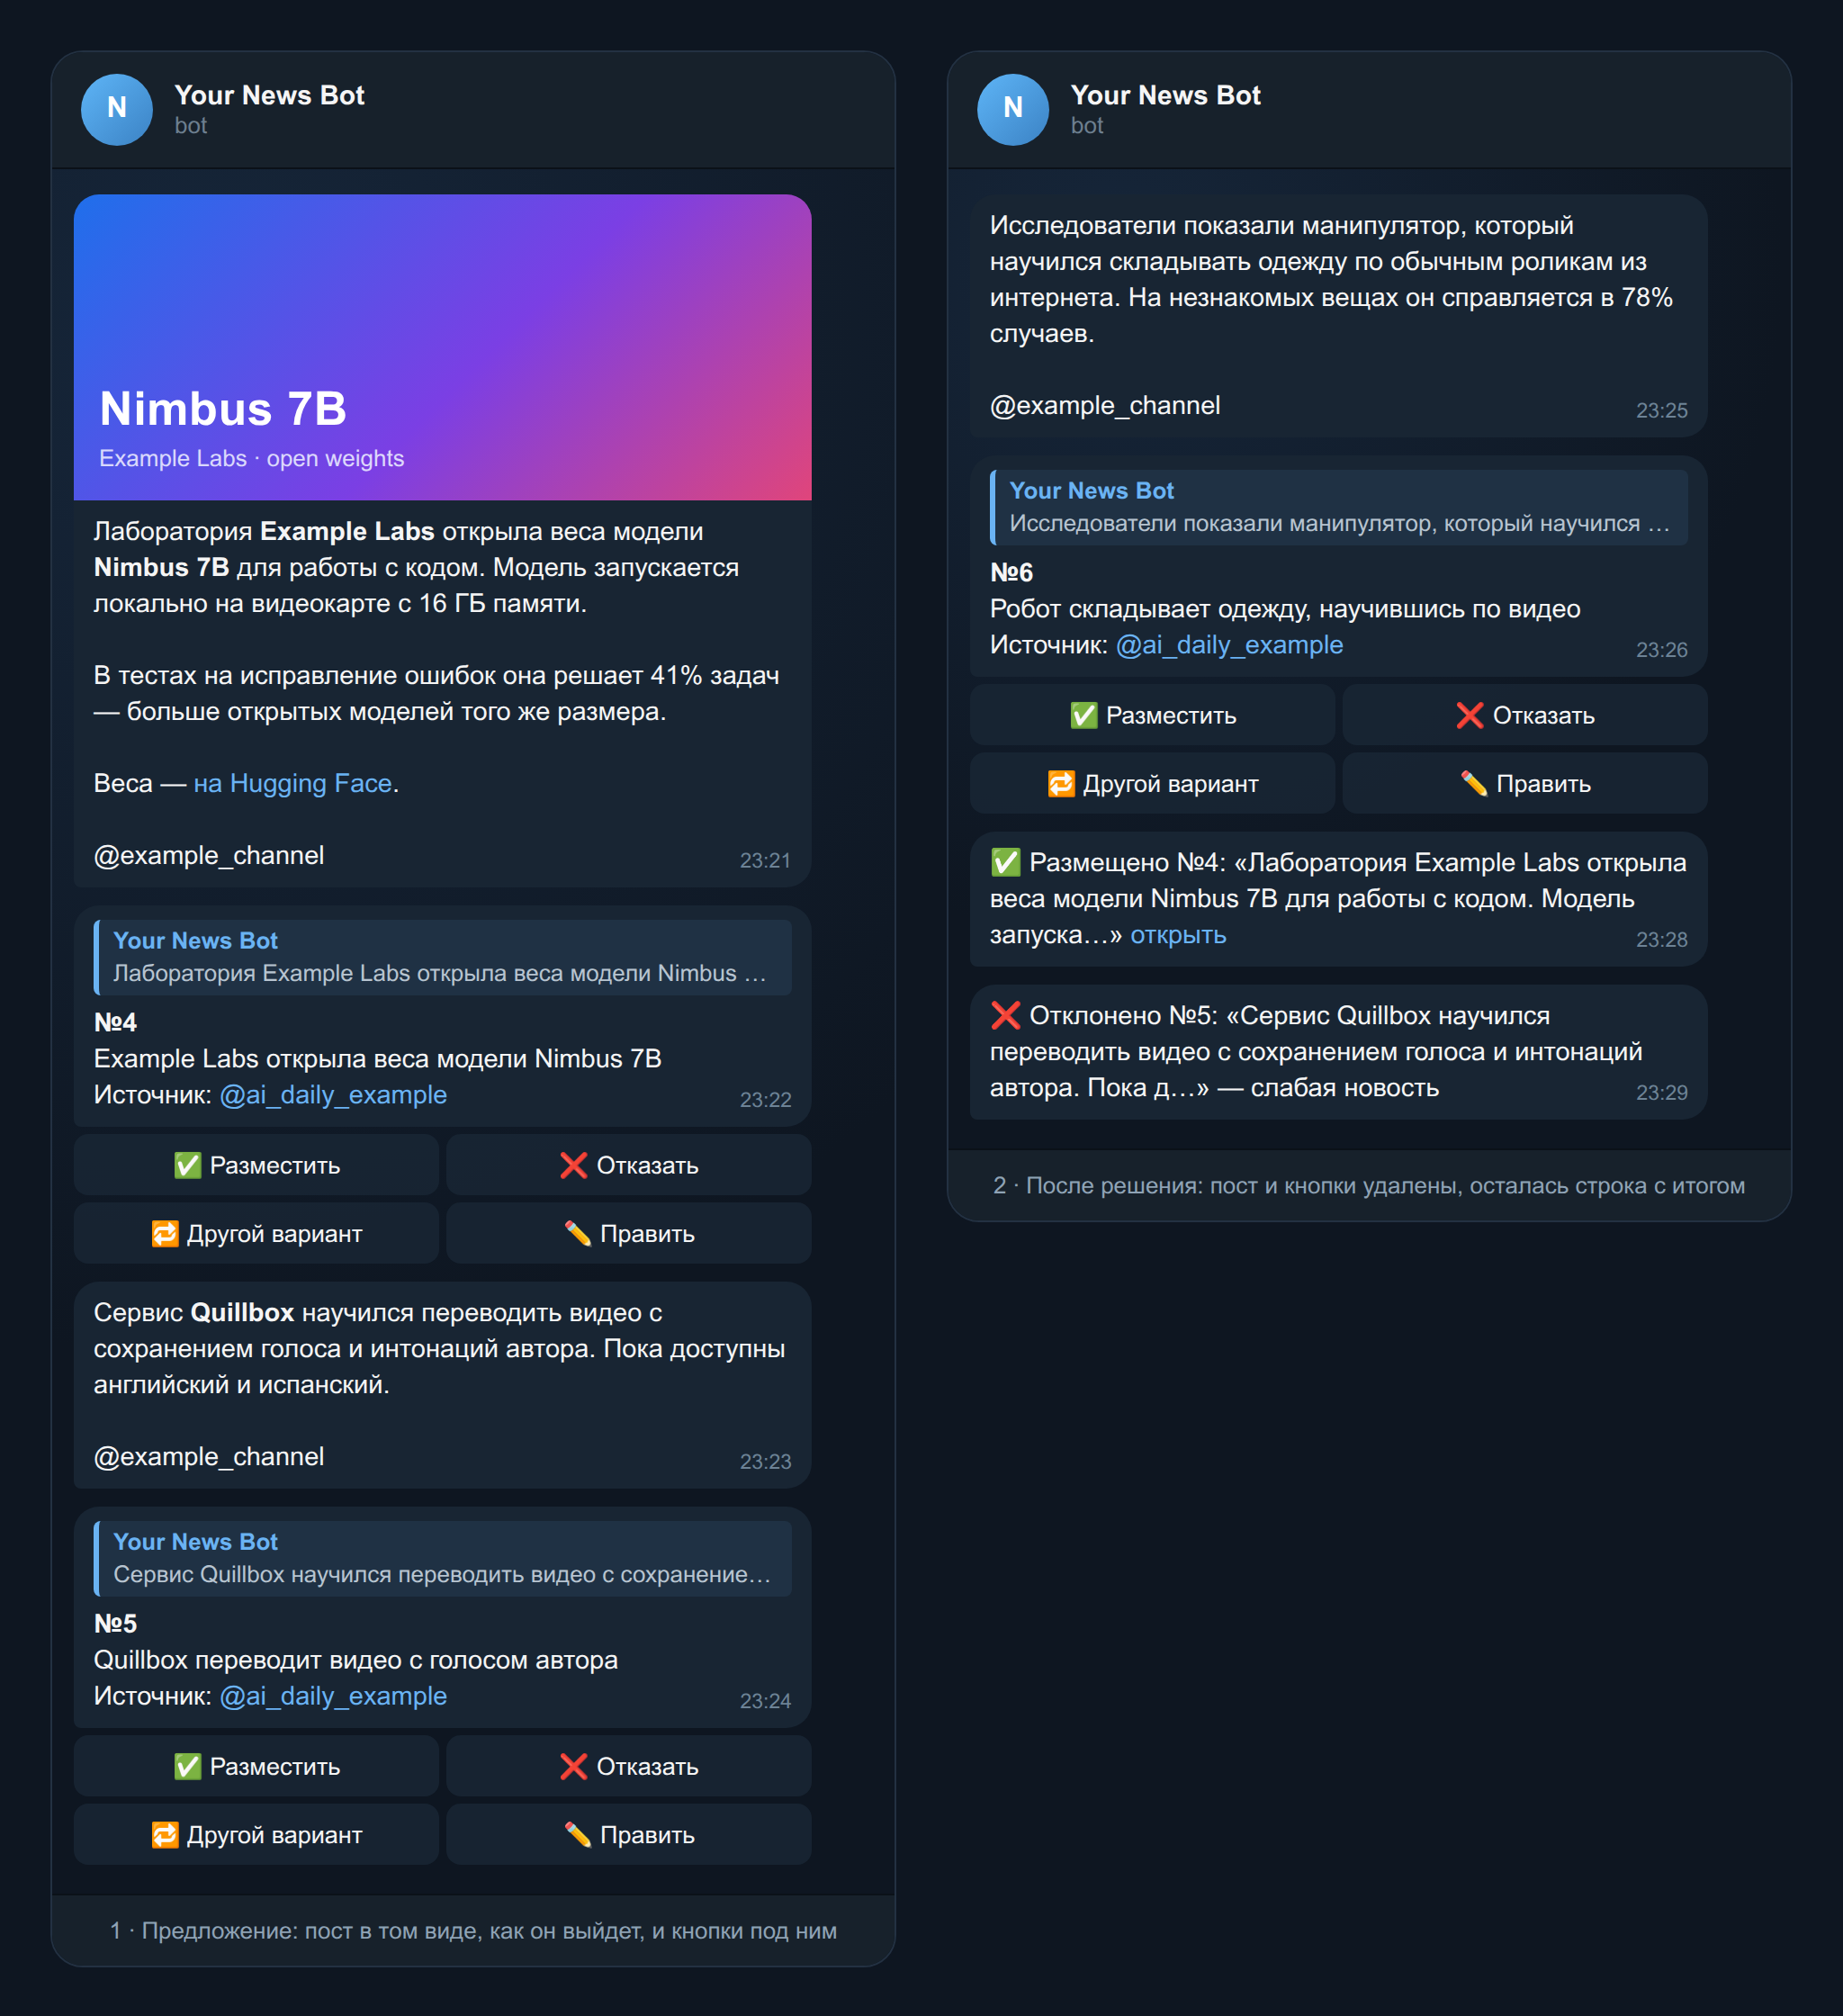 N
Your News Bot
bot
Nimbus 7B
Example Labs · open weights
Лаборатория Example Labs открыла веса модели
Nimbus 7B для работы с кодом. Модель запускается
локально на видеокарте с 16 ГБ памяти.
В тестах на исправление ошибок она решает 41% задач
— больше открытых моделей того же размера.
Веса — на Hugging Face.
@example_channel
23:21
Your News Bot
Лаборатория Example Labs открыла веса модели Nimbus …
№4
Example Labs открыла веса модели Nimbus 7B
Источник: @ai_daily_example
23:22
✅ Разместить
❌ Отказать
🔁 Другой вариант
✏️ Править
Сервис Quillbox научился переводить видео с
сохранением голоса и интонаций автора. Пока доступны
английский и испанский.
@example_channel
23:23
Your News Bot
Сервис Quillbox научился переводить видео с сохранение…
№5
Quillbox переводит видео с голосом автора
Источник: @ai_daily_example
23:24
✅ Разместить
❌ Отказать
🔁 Другой вариант
✏️ Править
1 · Предложение: пост в том виде, как он выйдет, и кнопки под ним
N
Your News Bot
bot
Исследователи показали манипулятор, который
научился складывать одежду по обычным роликам из
интернета. На незнакомых вещах он справляется в 78%
случаев.
@example_channel
23:25
Your News Bot
Исследователи показали манипулятор, который научился …
№6
Робот складывает одежду, научившись по видео
Источник: @ai_daily_example
23:26
✅ Разместить
❌ Отказать
🔁 Другой вариант
✏️ Править
✅ Размещено №4: «Лаборатория Example Labs открыла
веса модели Nimbus 7B для работы с кодом. Модель
запуска…» открыть
23:28
❌ Отклонено №5: «Сервис Quillbox научился
переводить видео с сохранением голоса и интонаций
автора. Пока д…» — слабая новость
23:29
2 · После решения: пост и кнопки удалены, осталась строка с итогом